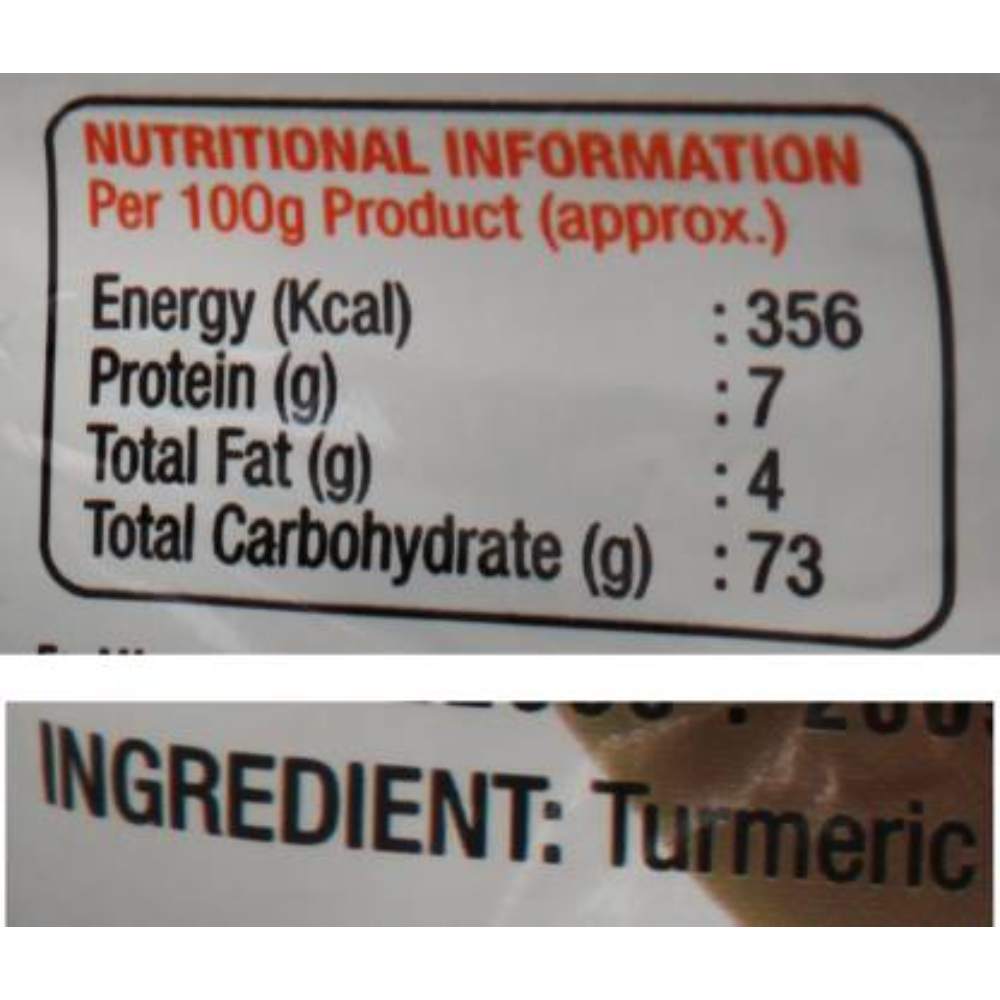 NUTRITIONAL INFORMATION
Per 100g Product (approx.)
Energy (Kcal) : 356
Protein (g) : 7
Total Fat (g) : 4
Total Carbohydrate (g) : 73
INGREDIENT: Turmeric